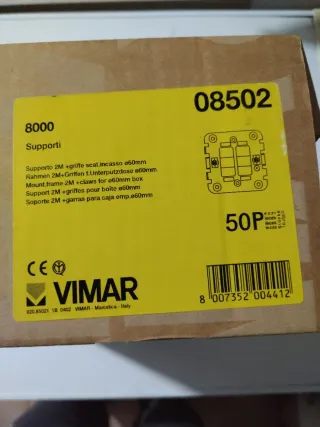 08502
8000
Supporti
Supporto 2M +griffe scat.incasso ø60mm
Rahmen 2M+Griffen f.Unterputzdose ø60mm
Mount.frame 2M +claws for ø60mm box
Support 2M +griffes pour boîte ø60mm
Soporte 2M +garras para caja emp.ø60mm
50P
CE
VIMAR
VIMAR - Marostica - Italy
8 007352 004412